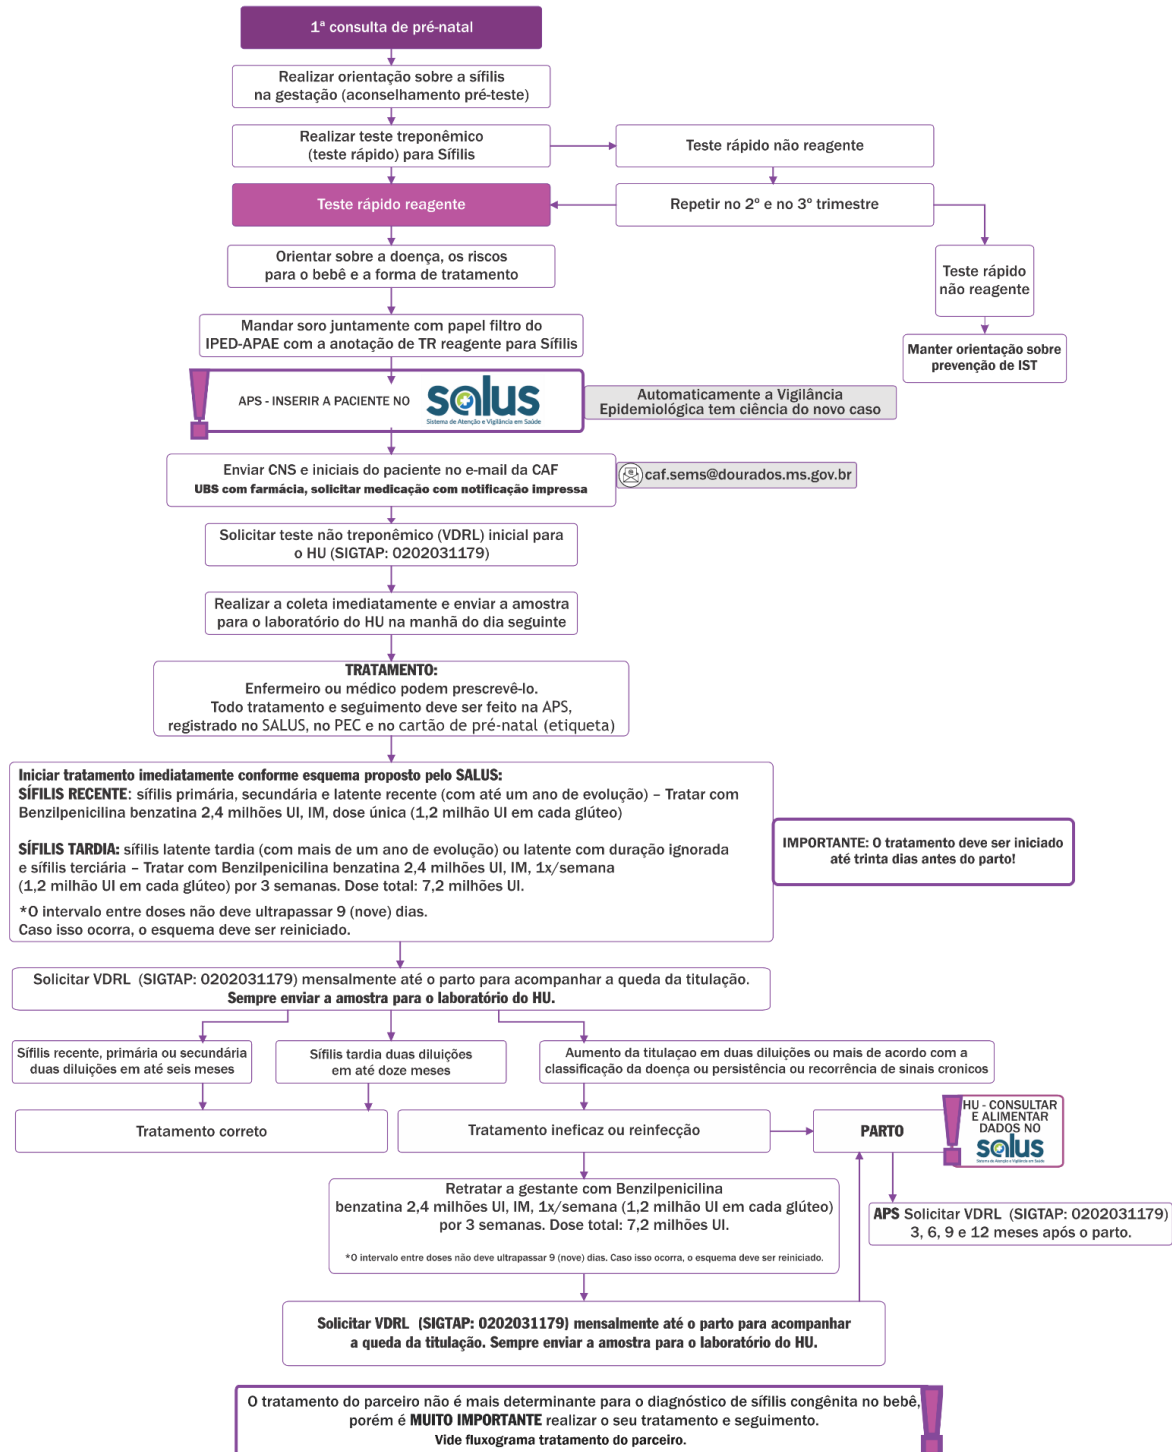 1ª consulta de pré-natal
Realizar orientação sobre a sífilis
na gestação (aconselhamento pré-teste)
Realizar teste treponêmico
(teste rápido) para Sífilis
Teste rápido não reagente
Teste rápido reagente
Repetir no 2º e no 3º trimestre
Orientar sobre a doença, os riscos
para o bebê e a forma de tratamento
Teste rápido
não reagente
Mandar soro juntamente com papel filtro do
IPED-APAE com a anotação de TR reagente para Sífilis
Manter orientação sobre
prevenção de IST
APS - INSERIR A PACIENTE NO
salus
Sistema de Atenção e Vigilância em Saúde
Automaticamente a Vigilância
Epidemiológica tem ciência do novo caso
Enviar CNS e iniciais do paciente no e-mail da CAF
UBS com farmácia, solicitar medicação com notificação impressa
caf.sems@dourados.ms.gov.br
Solicitar teste não treponêmico (VDRL) inicial para
o HU (SIGTAP: 0202031179)
Realizar a coleta imediatamente e enviar a amostra
para o laboratório do HU na manhã do dia seguinte
TRATAMENTO:
Enfermeiro ou médico podem prescrevê-lo.
Todo tratamento e seguimento deve ser feito na APS,
registrado no SALUS, no PEC e no cartão de pré-natal (etiqueta)
Iniciar tratamento imediatamente conforme esquema proposto pelo SALUS:
SÍFILIS RECENTE: sífilis primária, secundária e latente recente (com até um ano de evolução) – Tratar com
Benzilpenicilina benzatina 2,4 milhões UI, IM, dose única (1,2 milhão UI em cada glúteo)
SÍFILIS TARDIA: sífilis latente tardia (com mais de um ano de evolução) ou latente com duração ignorada
e sífilis terciária – Tratar com Benzilpenicilina benzatina 2,4 milhões UI, IM, 1x/semana
(1,2 milhão UI em cada glúteo) por 3 semanas. Dose total: 7,2 milhões UI.
*O intervalo entre doses não deve ultrapassar 9 (nove) dias.
Caso isso ocorra, o esquema deve ser reiniciado.
IMPORTANTE: O tratamento deve ser iniciado
até trinta dias antes do parto!
Solicitar VDRL (SIGTAP: 0202031179) mensalmente até o parto para acompanhar a queda da titulação.
Sempre enviar a amostra para o laboratório do HU.
Sífilis recente, primária ou secundária
duas diluições em até seis meses
Sífilis tardia duas diluições
em até doze meses
Aumento da titulaçao em duas diluições ou mais de acordo com a
classificação da doença ou persistência ou recorrência de sinais cronicos
Tratamento correto
Tratamento ineficaz ou reinfecção
PARTO
HU - CONSULTAR
E ALIMENTAR
DADOS NO
salus
Sistema de Atenção e Vigilância em Saúde
Retratar a gestante com Benzilpenicilina
benzatina 2,4 milhões UI, IM, 1x/semana (1,2 milhão UI em cada glúteo)
por 3 semanas. Dose total: 7,2 milhões UI.
*O intervalo entre doses não deve ultrapassar 9 (nove) dias. Caso isso ocorra, o esquema deve ser reiniciado.
APS Solicitar VDRL (SIGTAP: 0202031179)
3, 6, 9 e 12 meses após o parto.
Solicitar VDRL (SIGTAP: 0202031179) mensalmente até o parto para acompanhar
a queda da titulação. Sempre enviar a amostra para o laboratório do HU.
O tratamento do parceiro não é mais determinante para o diagnóstico de sífilis congênita no bebê,
porém é MUITO IMPORTANTE realizar o seu tratamento e seguimento.
Vide fluxograma tratamento do parceiro.